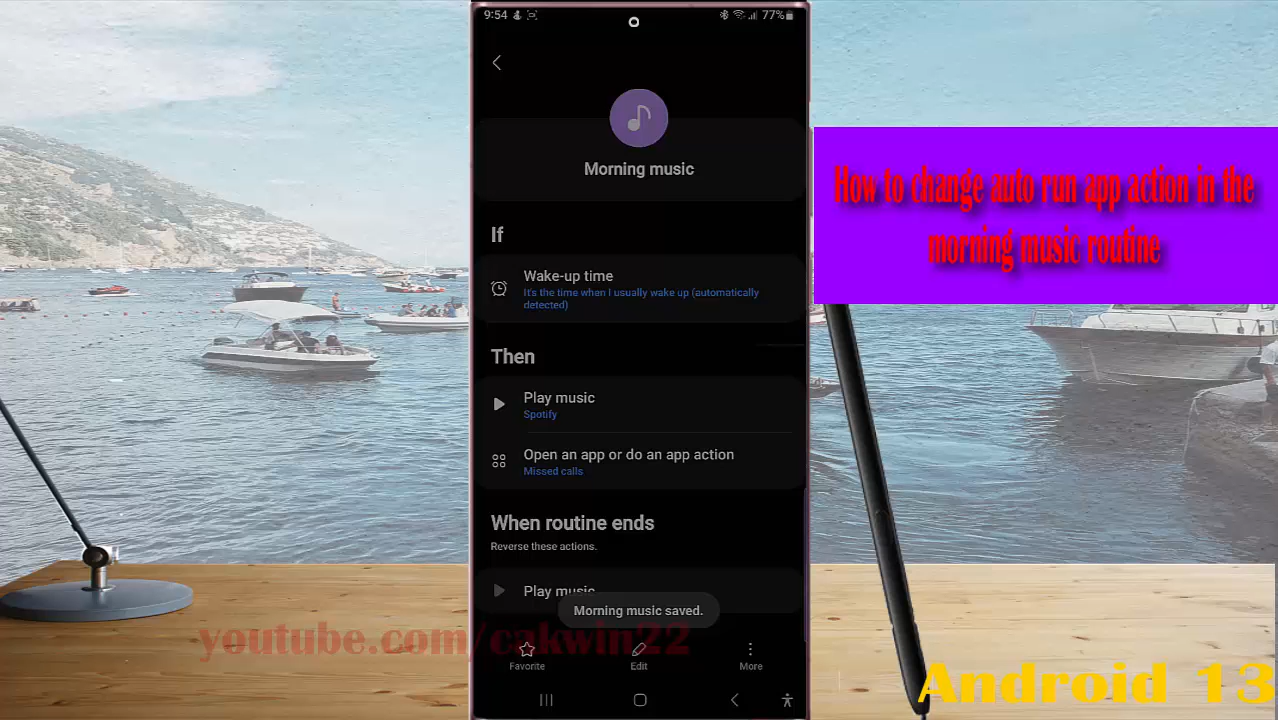 9:54
77%
Morning music
If
Wake-up time
It's the time when I usually wake up (automatically
detected)
Then
Play music
Spotify
Open an app or do an app action
Missed calls
When routine ends
Reverse these actions.
Play music
Morning music saved.
Favorite
Edit
More
How to change auto run app action in the
morning music routine
youtube.com/cakwin22
Android 13